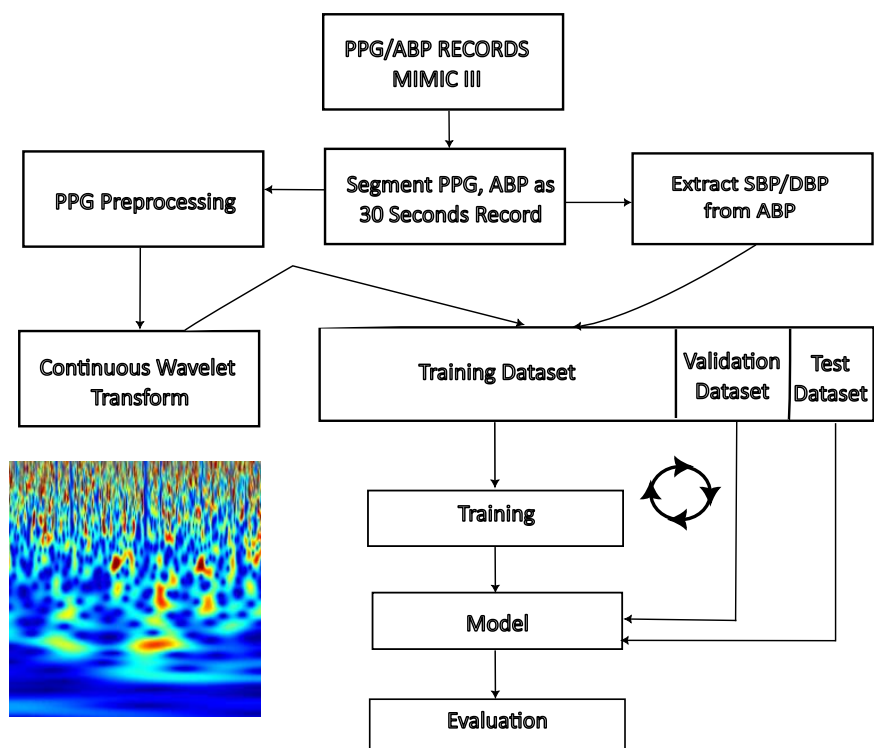 PPG/ABP RECORDS
MIMIC III
PPG Preprocessing
Segment PPG, ABP as
30 Seconds Record
Extract SBP/DBP
from ABP
Continuous Wavelet
Transform
Training Dataset
Validation
Dataset
Test
Dataset
Training
Model
Evaluation